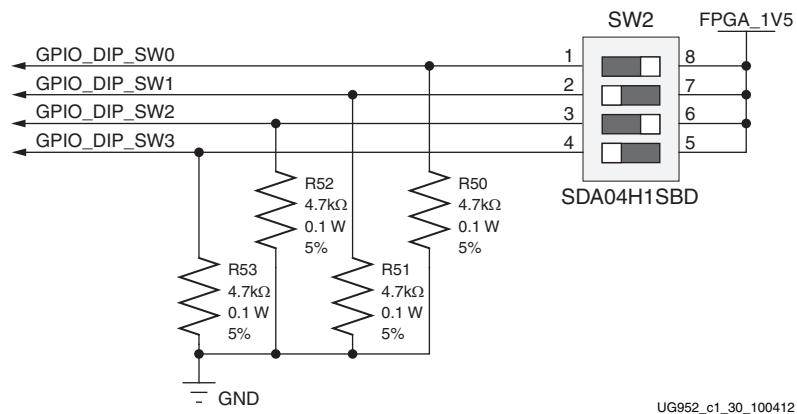 SW2
FPGA_1V5
GPIO_DIP_SW0
1
8
GPIO_DIP_SW1
2
7
GPIO_DIP_SW2
3
6
GPIO_DIP_SW3
4
5
SDA04H1SBD
R52
4.7kΩ
0.1 W
5%
R50
4.7kΩ
0.1 W
5%
R53
4.7kΩ
0.1 W
5%
R51
4.7kΩ
0.1 W
5%
GND
UG952_c1_30_100412